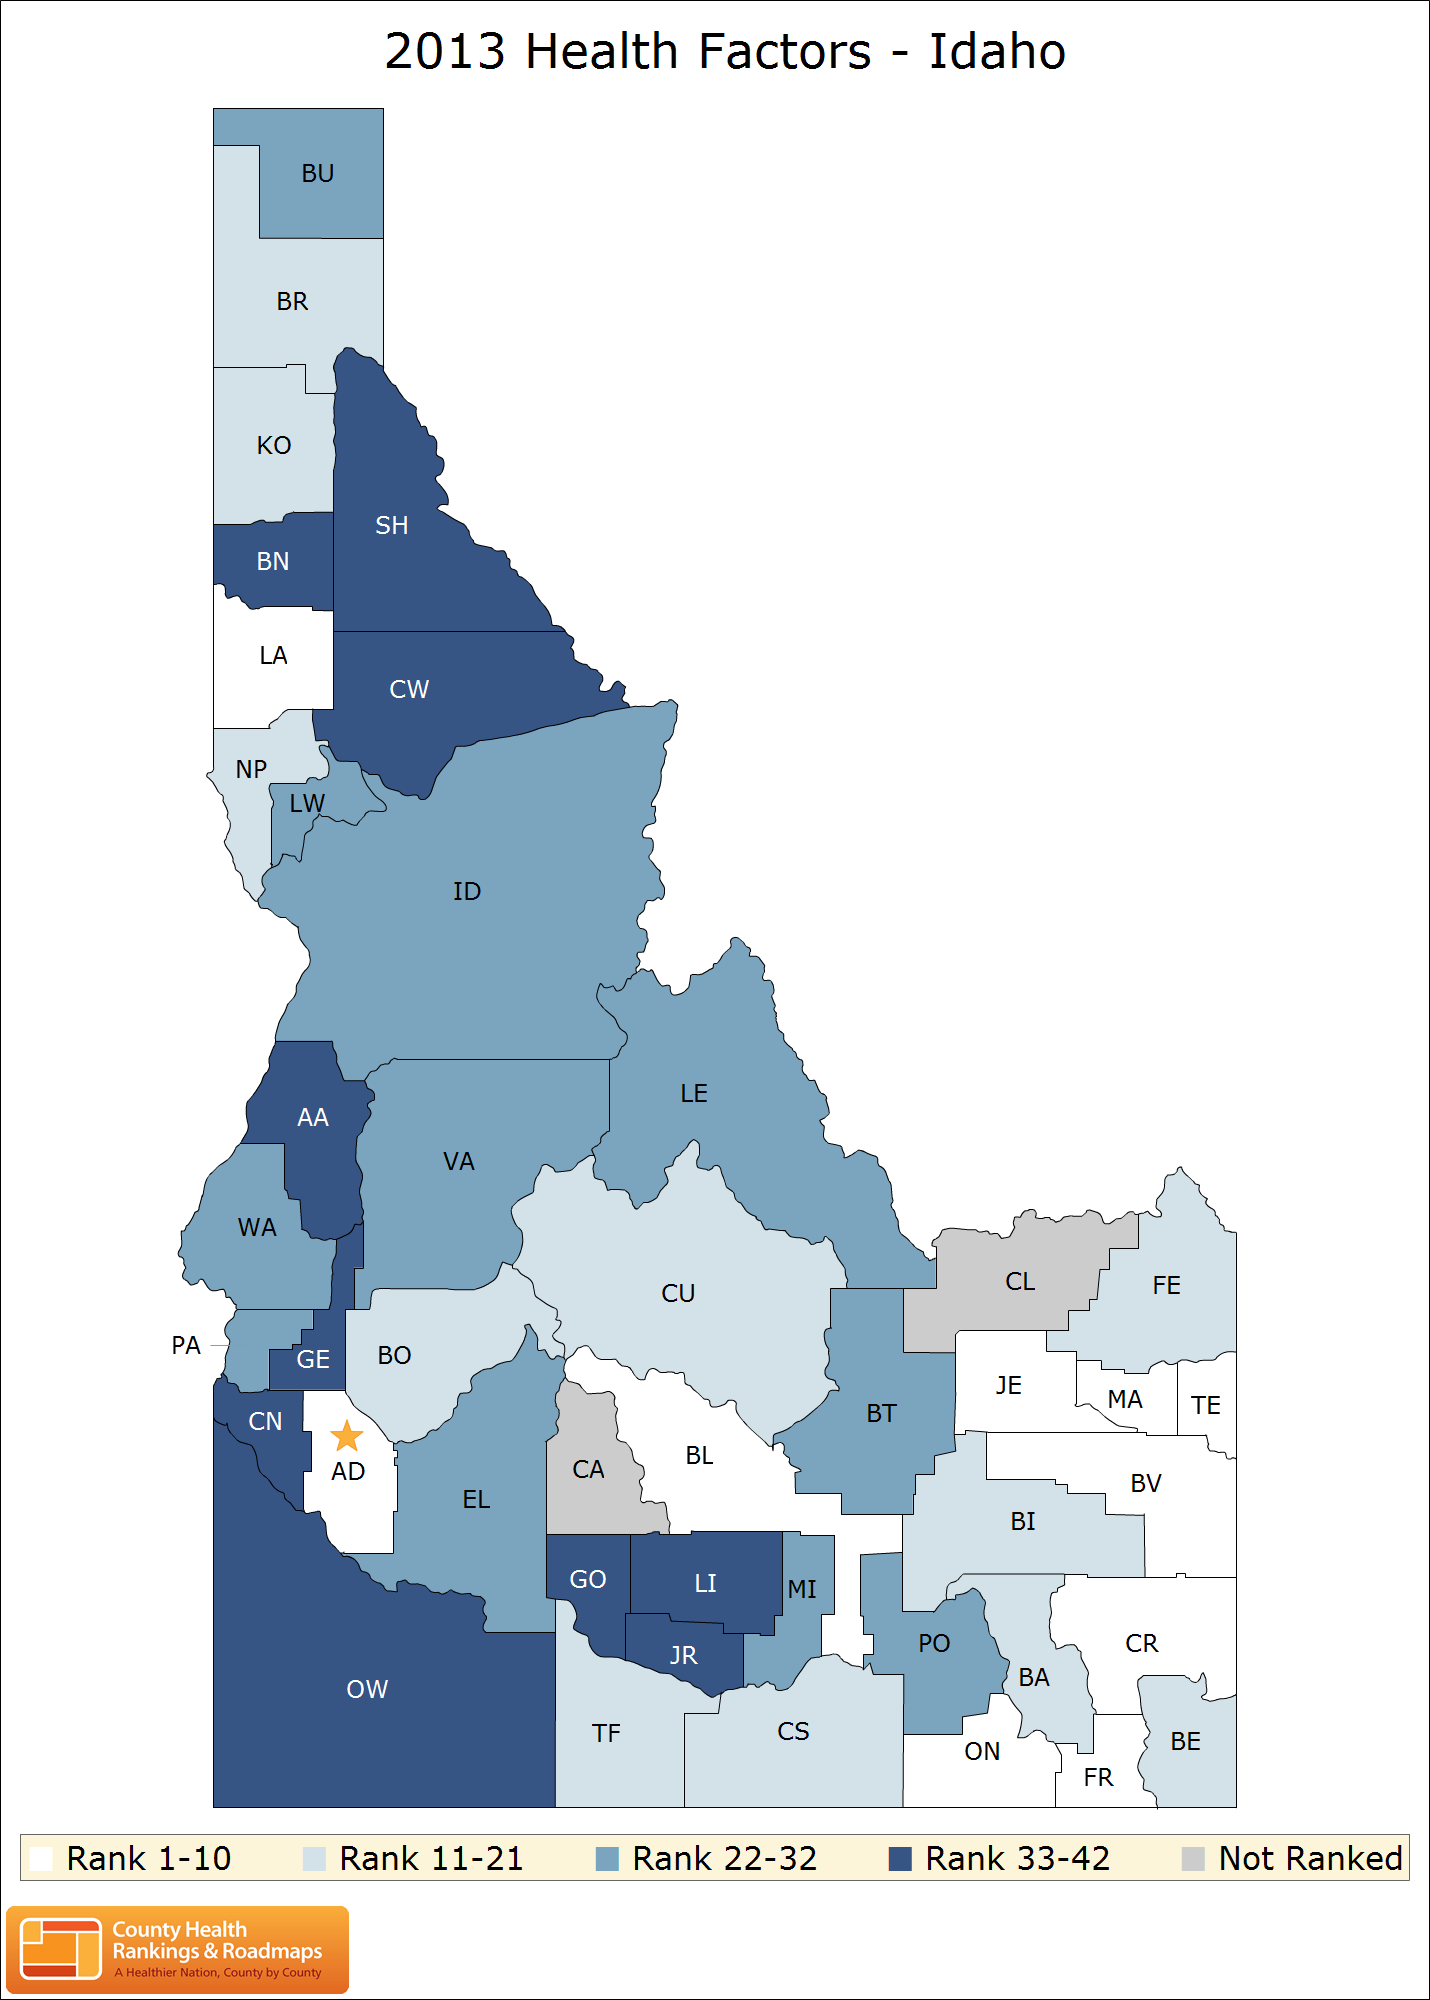 2013 Health Factors - Idaho
BU
BR
KO
SH
BN
LA
CW
NP
LW
ID
LE
AA
VA
WA
CL
FE
CU
PA
BO
GE
JE
MA
TE
BT
CN
AD
BL
CA
BV
EL
BI
GO
LI
MI
PO
CR
JR
BA
OW
TF
CS
BE
ON
FR
Rank 1-10 Rank 11-21 Rank 22-32 Rank 33-42 Not Ranked
County Health
Rankings & Roadmaps
A Healthier Nation, County by County